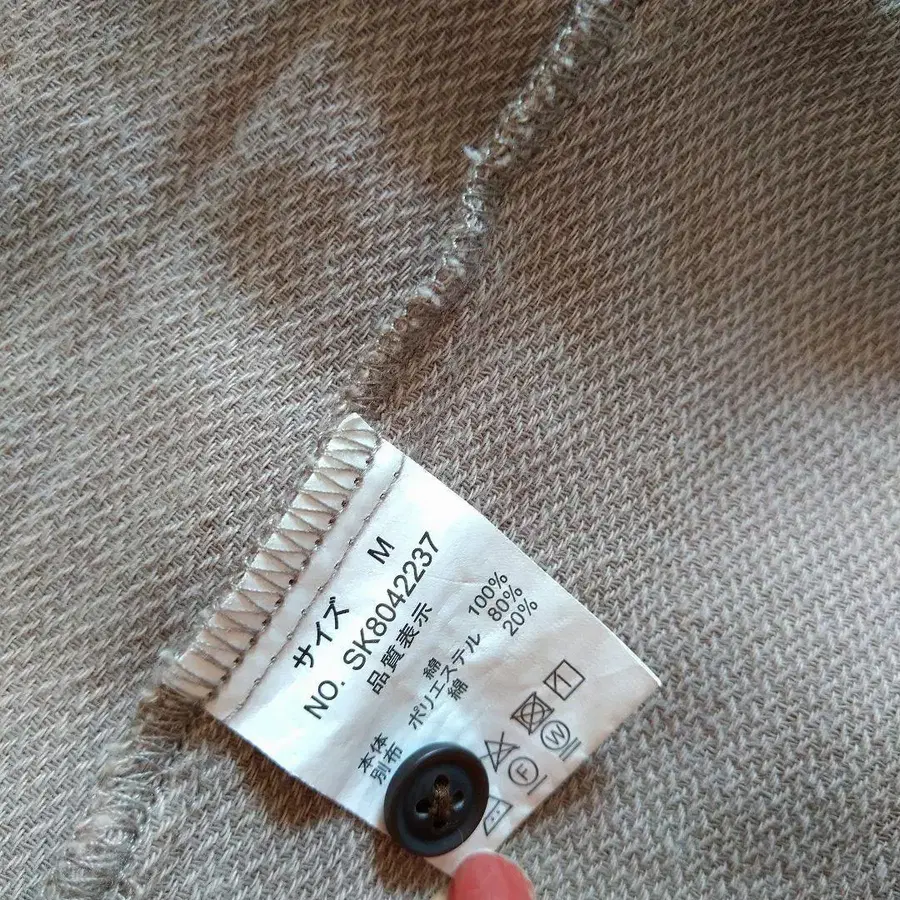 サイズ M
NO. SK8042237
品質表示
本体 綿 100%
別布 ポリエステル 80%
綿 20%
F W